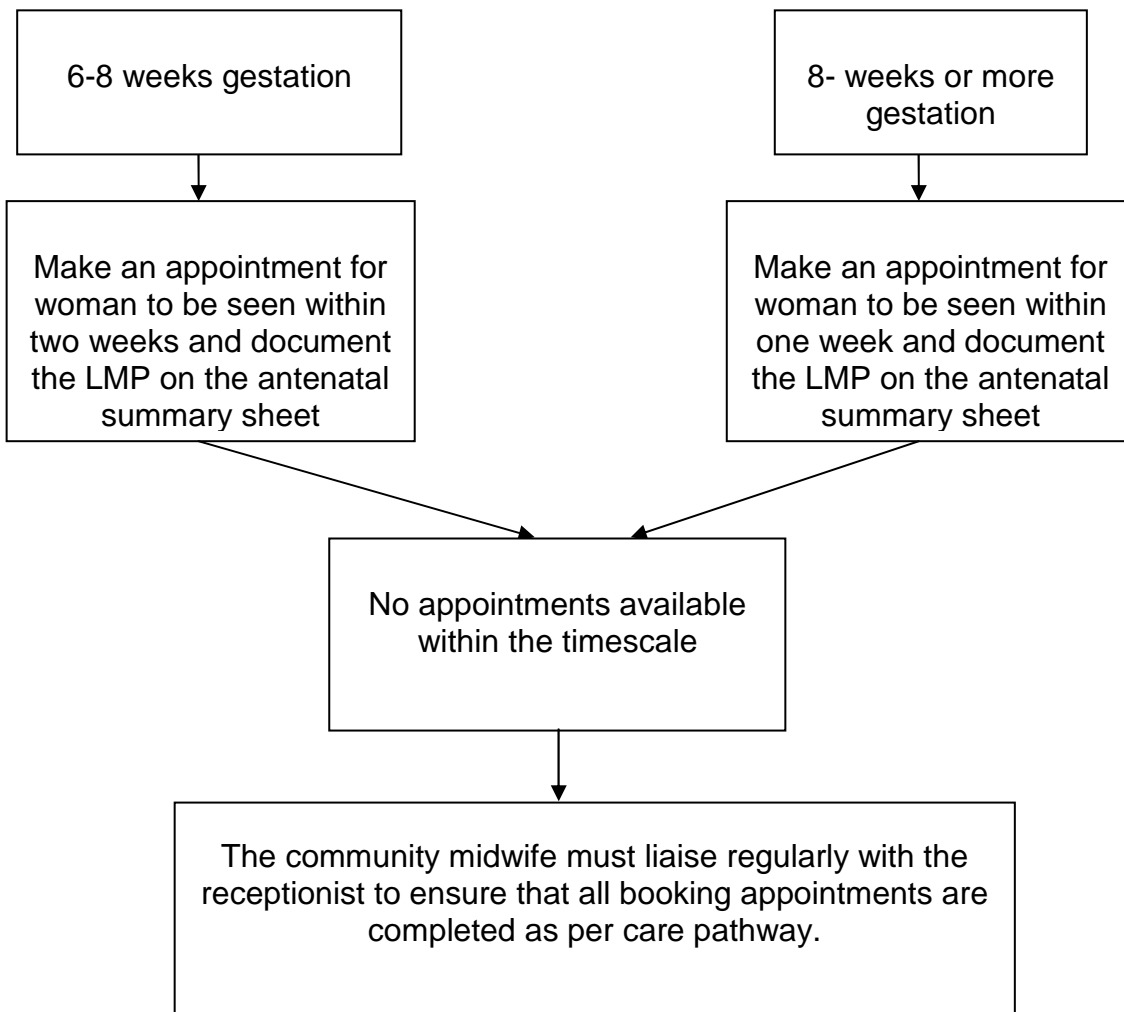 6-8 weeks gestation
8- weeks or more
gestation
Make an appointment for
woman to be seen within
two weeks and document
the LMP on the antenatal
summary sheet
Make an appointment for
woman to be seen within
one week and document
the LMP on the antenatal
summary sheet
No appointments available
within the timescale
The community midwife must liaise regularly with the
receptionist to ensure that all booking appointments are
completed as per care pathway.